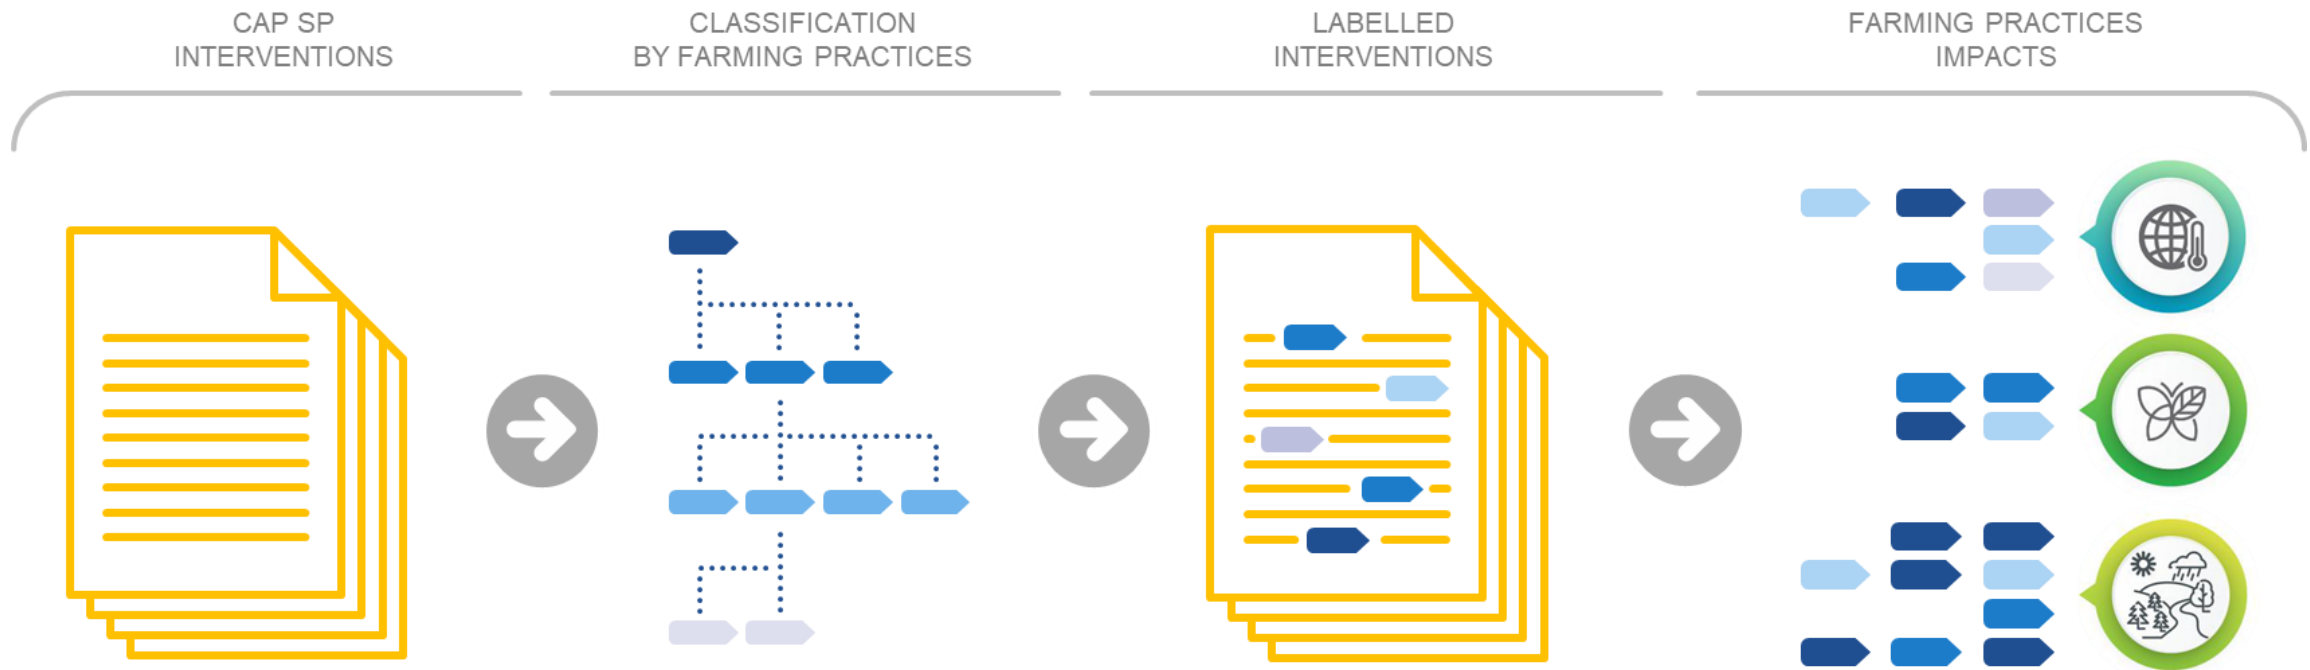 CAP SP
INTERVENTIONS
CLASSIFICATION
BY FARMING PRACTICES
LABELLED
INTERVENTIONS
FARMING PRACTICES
IMPACTS